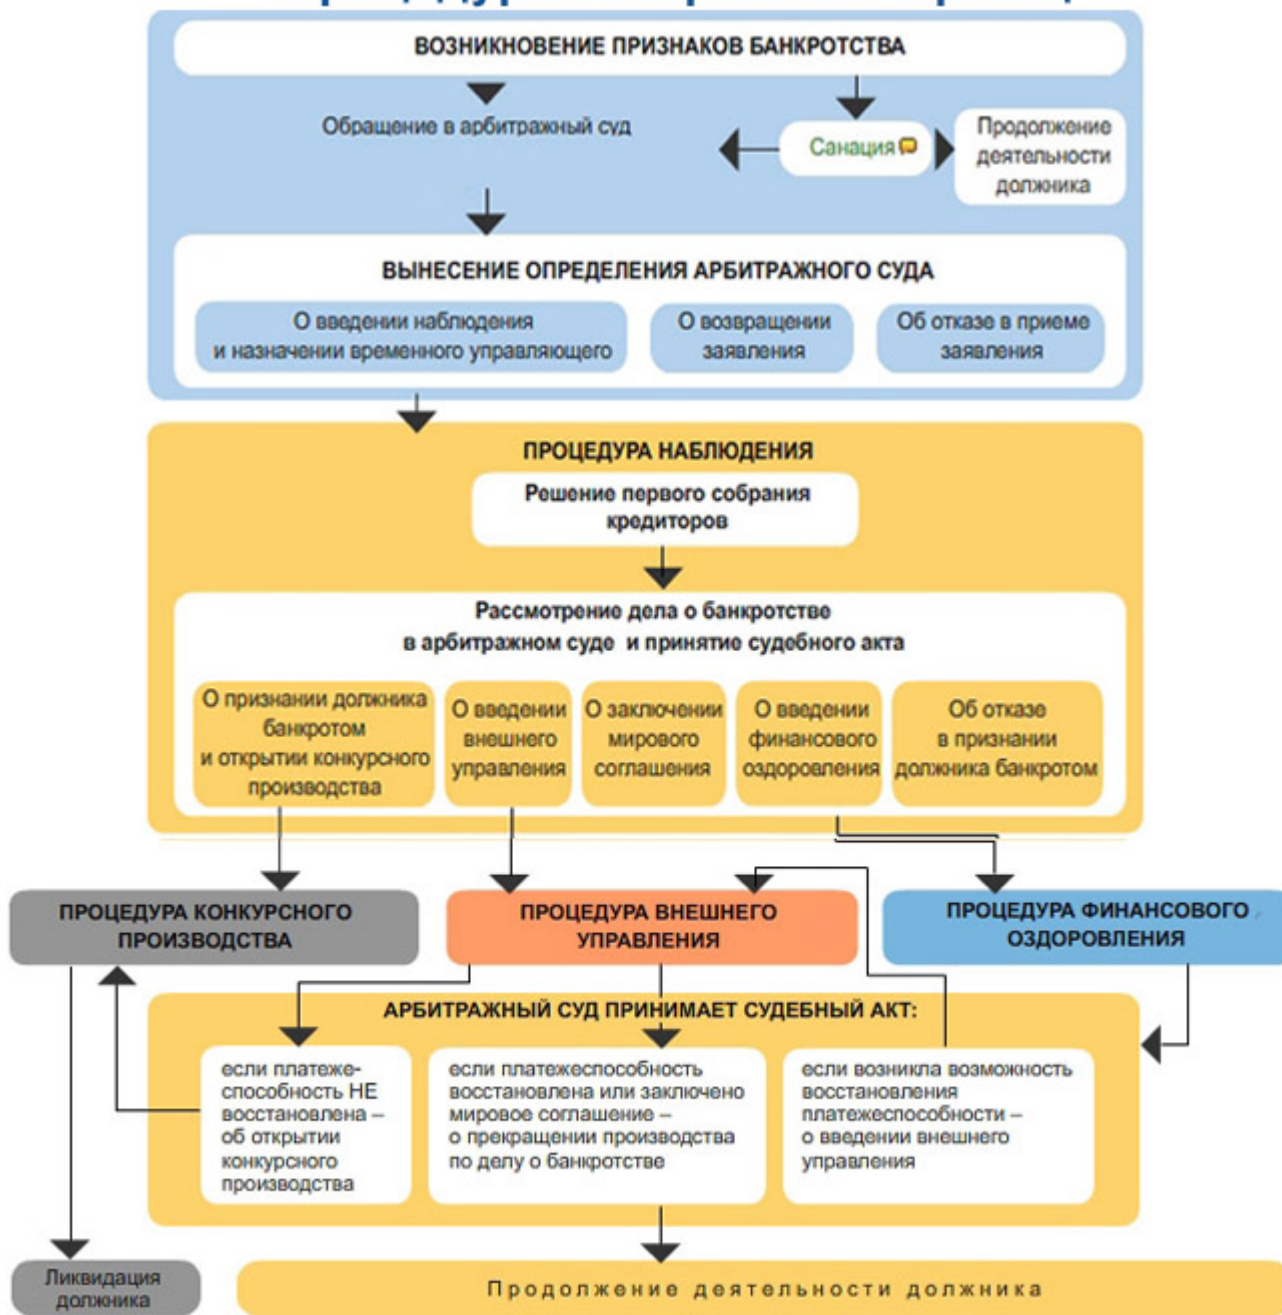 ВОЗНИКНОВЕНИЕ ПРИЗНАКОВ БАНКРОТСТВА
Обращение в арбитражный суд
Санация
Продолжение
деятельности
должника
ВЫНЕСЕНИЕ ОПРЕДЕЛЕНИЯ АРБИТРАЖНОГО СУДА
О введении наблюдения
и назначении временного управляющего
О возвращении
заявления
Об отказе в приеме
заявления
ПРОЦЕДУРА НАБЛЮДЕНИЯ
Решение первого собрания
кредиторов
Рассмотрение дела о банкротстве
в арбитражном суде и принятие судебного акта
О признании должника
банкротом
и открытии конкурсного
производства
О введении
внешнего
управления
О заключении
мирового
соглашения
О введении
финансового
оздоровления
Об отказе
в признании
должника банкротом
ПРОЦЕДУРА КОНКУРСНОГО
ПРОИЗВОДСТВА
ПРОЦЕДУРА ВНЕШНЕГО
УПРАВЛЕНИЯ
ПРОЦЕДУРА ФИНАНСОВОГО
ОЗДОРОВЛЕНИЯ
АРБИТРАЖНЫЙ СУД ПРИНИМАЕТ СУДЕБНЫЙ АКТ:
если платеже-
способность НЕ
восстановлена –
об открытии
конкурсного
производства
если платежеспособность
восстановлена или заключено
мировое соглашение –
о прекращении производства
по делу о банкротстве
если возникла возможность
восстановления
платежеспособности –
о введении внешнего
управления
Ликвидация
должника
Продолжение деятельности должника